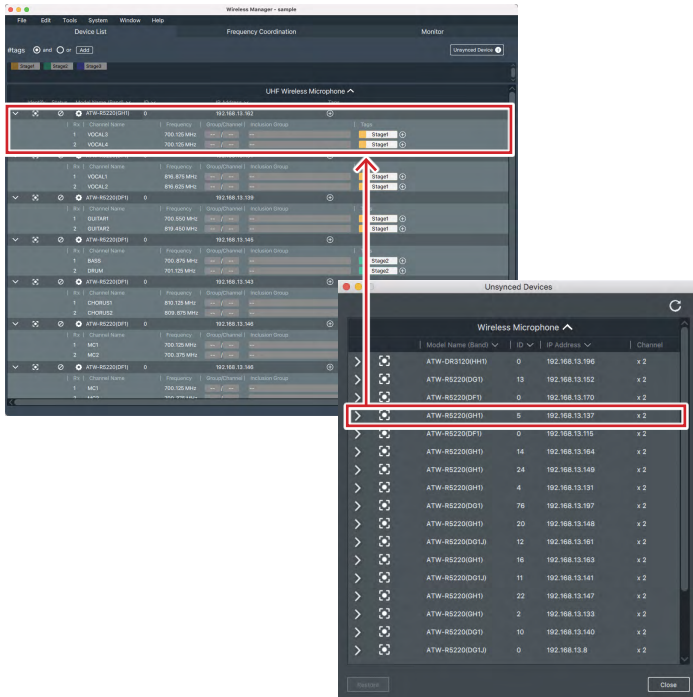 Wireless Manager - sample
File Edit Tools System Window Help
Device List Frequency Coordination Monitor
#tags and or Add Unsynced Device
Stage1 Stage2 Stage3
UHF Wireless Microphone
ATW-R5220(GH1) 0 192.168.13.162
Rx Channel Name Frequency Group/Channel Inclusion Group Tags
1 VOCAL3 700.125 MHz -- / -- -- Stage1
2 VOCAL4 700.125 MHz -- / -- -- Stage1
Rx Channel Name Frequency Group/Channel Inclusion Group
1 VOCAL1 816.875 MHz -- / -- -- Stage1
2 VOCAL2 816.625 MHz -- / -- -- Stage1
ATW-R5220(DF1) 0 192.168.13.139
Rx Channel Name Frequency Group/Channel Inclusion Group
1 GUITAR1 700.550 MHz -- / -- -- Stage1
2 GUITAR2 819.450 MHz -- / -- -- Stage1
ATW-R5220(DF1) 0 192.168.13.145
Rx Channel Name Frequency Group/Channel Inclusion Group
1 BASS 700.875 MHz -- / -- -- Stage2
2 DRUM 701.125 MHz -- / -- -- Stage2
ATW-R5220(DF1) 0 192.168.13.143
Rx Channel Name Frequency Group/Channel Inclusion Group
1 CHORUS1 810.125 MHz -- / -- --
2 CHORUS2 809.875 MHz -- / -- --
ATW-R5220(DF1) 0 192.168.13.146
Rx Channel Name Frequency Group/Channel Inclusion Group
1 MC1 700.125 MHz -- / -- --
2 MC2 700.375 MHz -- / -- --
ATW-R5220(DF1) 0 192.168.13.146
Rx Channel Name Frequency Group/Channel Inclusion Group
1 MC1 700.125 MHz -- / -- --
Unsynced Devices
Wireless Microphone
Model Name (Band) ID IP Address Channel
ATW-DR3120(HH1) 0 192.168.13.196 x 2
ATW-R5220(DG1) 13 192.168.13.152 x 2
ATW-R5220(DF1) 0 192.168.13.170 x 2
ATW-R5220(GH1) 5 192.168.13.137 x 2
ATW-R5220(DF1) 0 192.168.13.115 x 2
ATW-R5220(GH1) 14 192.168.13.164 x 2
ATW-R5220(GH1) 24 192.168.13.149 x 2
ATW-R5220(GH1) 4 192.168.13.131 x 2
ATW-R5220(DG1) 76 192.168.13.197 x 2
ATW-R5220(GH1) 20 192.168.13.148 x 2
ATW-R5220(DG1J) 12 192.168.13.161 x 2
ATW-R5220(GH1) 16 192.168.13.163 x 2
ATW-R5220(DG1J) 11 192.168.13.141 x 2
ATW-R5220(GH1) 22 192.168.13.147 x 2
ATW-R5220(GH1) 2 192.168.13.133 x 2
ATW-R5220(DG1) 10 192.168.13.140 x 2
ATW-R5220(DG1J) 0 192.168.13.8 x 2
Close